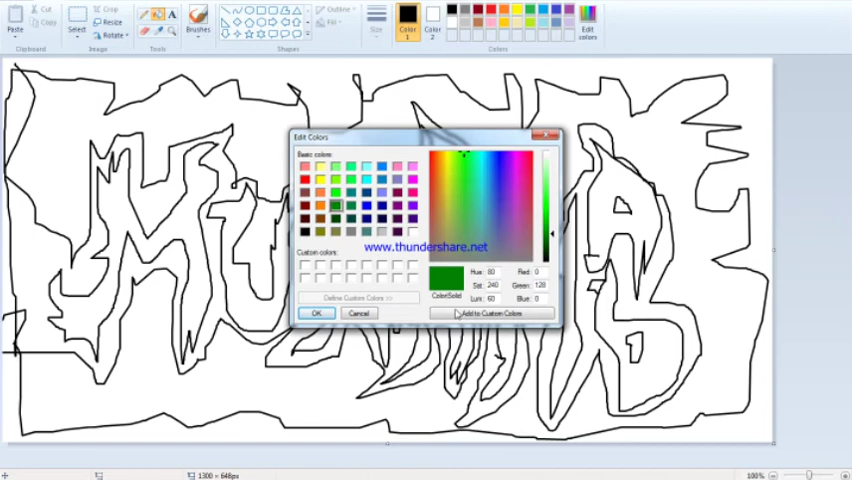 Cut
Copy
Paste
Clipboard
Crop
Resize
Rotate
Select
Image
Tools
Brushes
Outline
Fill
Shapes
Size
Color 1
Color 2
Edit colors
Colors
Edit Colors
Basic colors:
www.thundershare.net
Custom colors:
Define Custom Colors >>
OK
Cancel
Color|Solid
Hue: 80
Sat: 240
Lum: 60
Red: 0
Green: 128
Blue: 0
Add to Custom Colors
1300 × 648px
100%